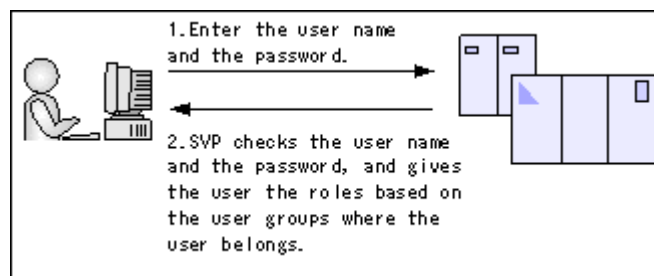 1.Enter the user name
and the password.
2.SVP checks the user name
and the password, and gives
the user the roles based on
the user groups where the
user belongs.